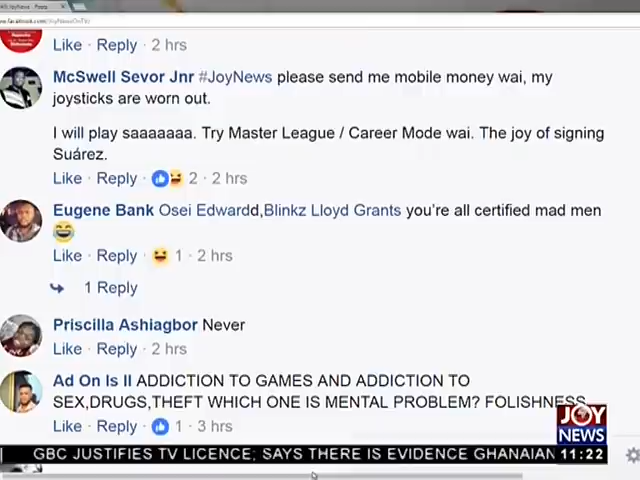 Like · Reply · 2 hrs
McSwell Sevor Jnr #JoyNews please send me mobile money wai, my
joysticks are worn out.
I will play saaaaaaa. Try Master League / Career Mode wai. The joy of signing
Suárez.
Like · Reply · 2 · 2 hrs
Eugene Bank Osei Edwardd,Blinkz Lloyd Grants you're all certified mad men
Like · Reply · 1 · 2 hrs
1 Reply
Priscilla Ashiagbor Never
Like · Reply · 2 hrs
Ad On Is II ADDICTION TO GAMES AND ADDICTION TO
SEX,DRUGS,THEFT WHICH ONE IS MENTAL PROBLEM? FOLISHNESS
Like · Reply · 1 · 3 hrs
JOY
NEWS
GBC JUSTIFIES TV LICENCE; SAYS THERE IS EVIDENCE GHANAIAN
11:22